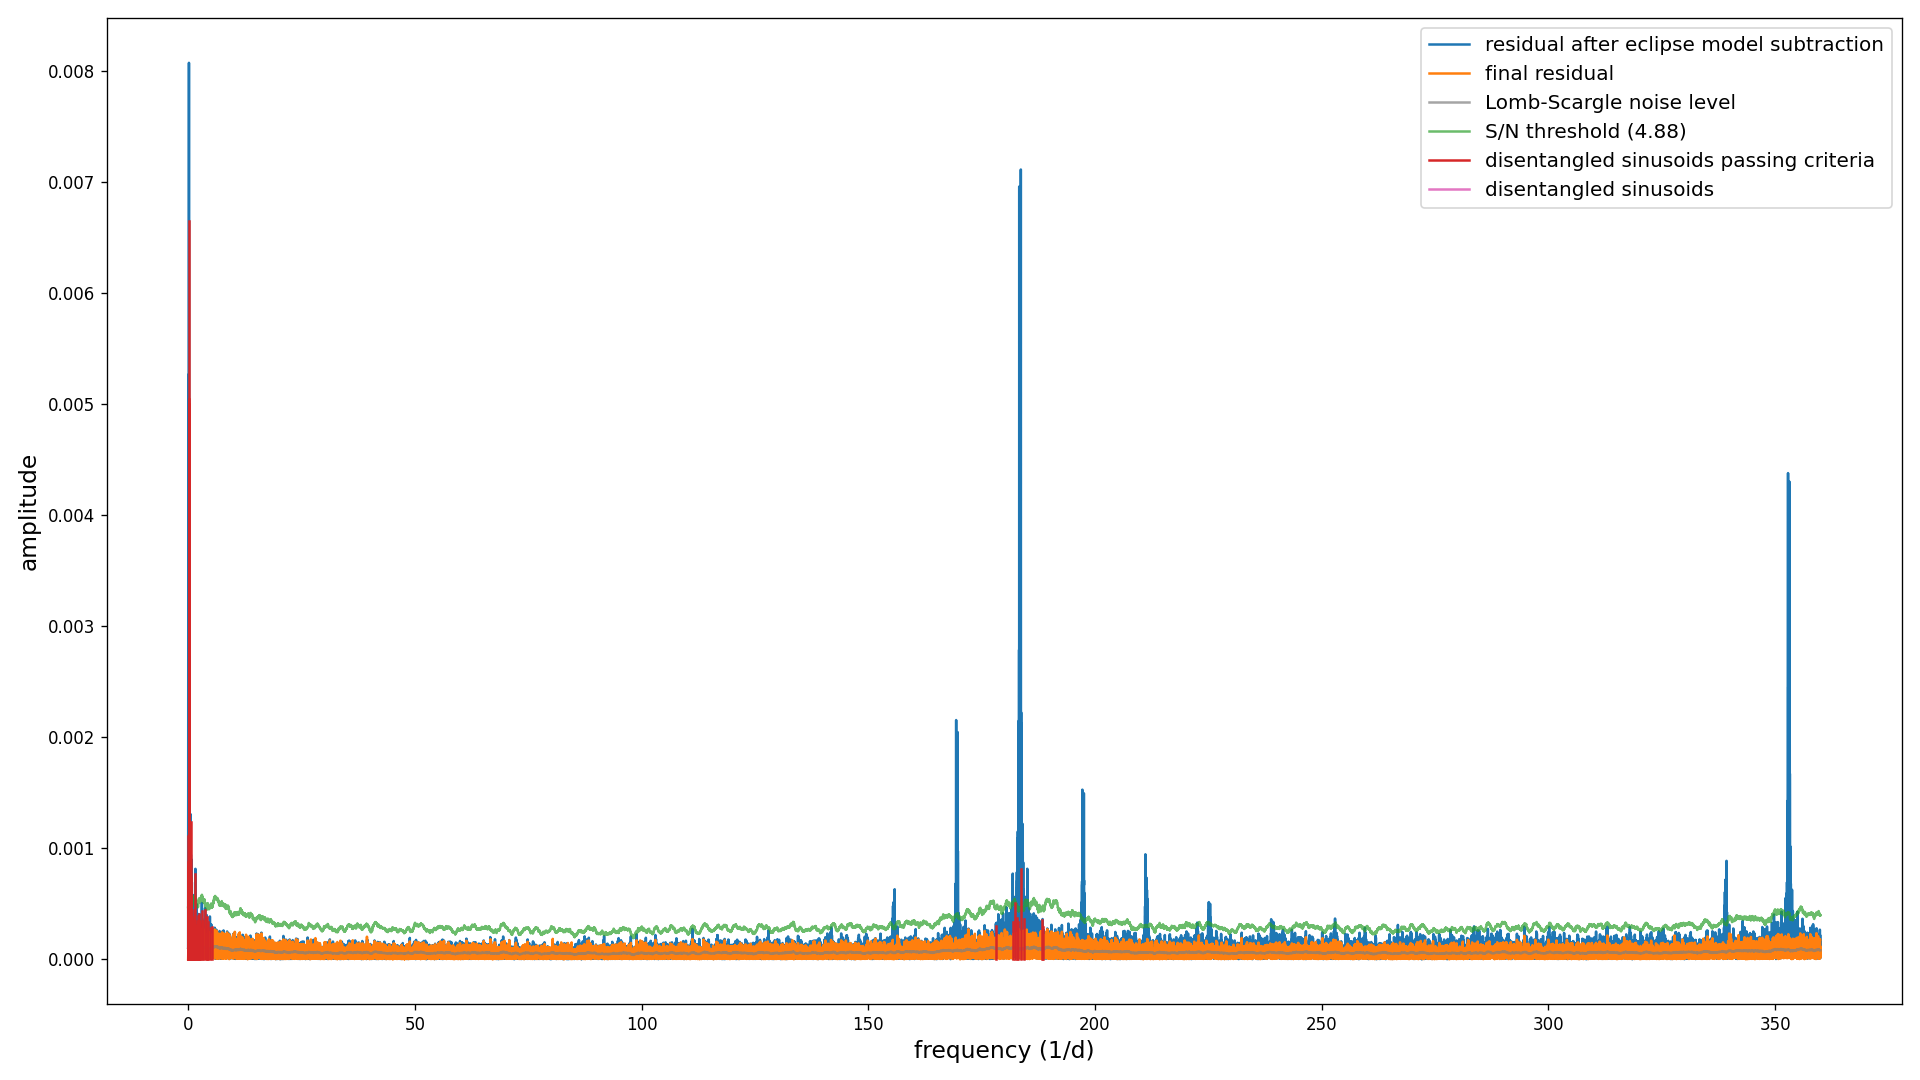 residual after eclipse model subtraction
final residual
Lomb-Scargle noise level
S/N threshold (4.88)
disentangled sinusoids passing criteria
disentangled sinusoids
0.008
0.007
0.006
0.005
0.004
0.003
0.002
0.001
0.000
amplitude
0 50 100 150 200 250 300 350
frequency (1/d)